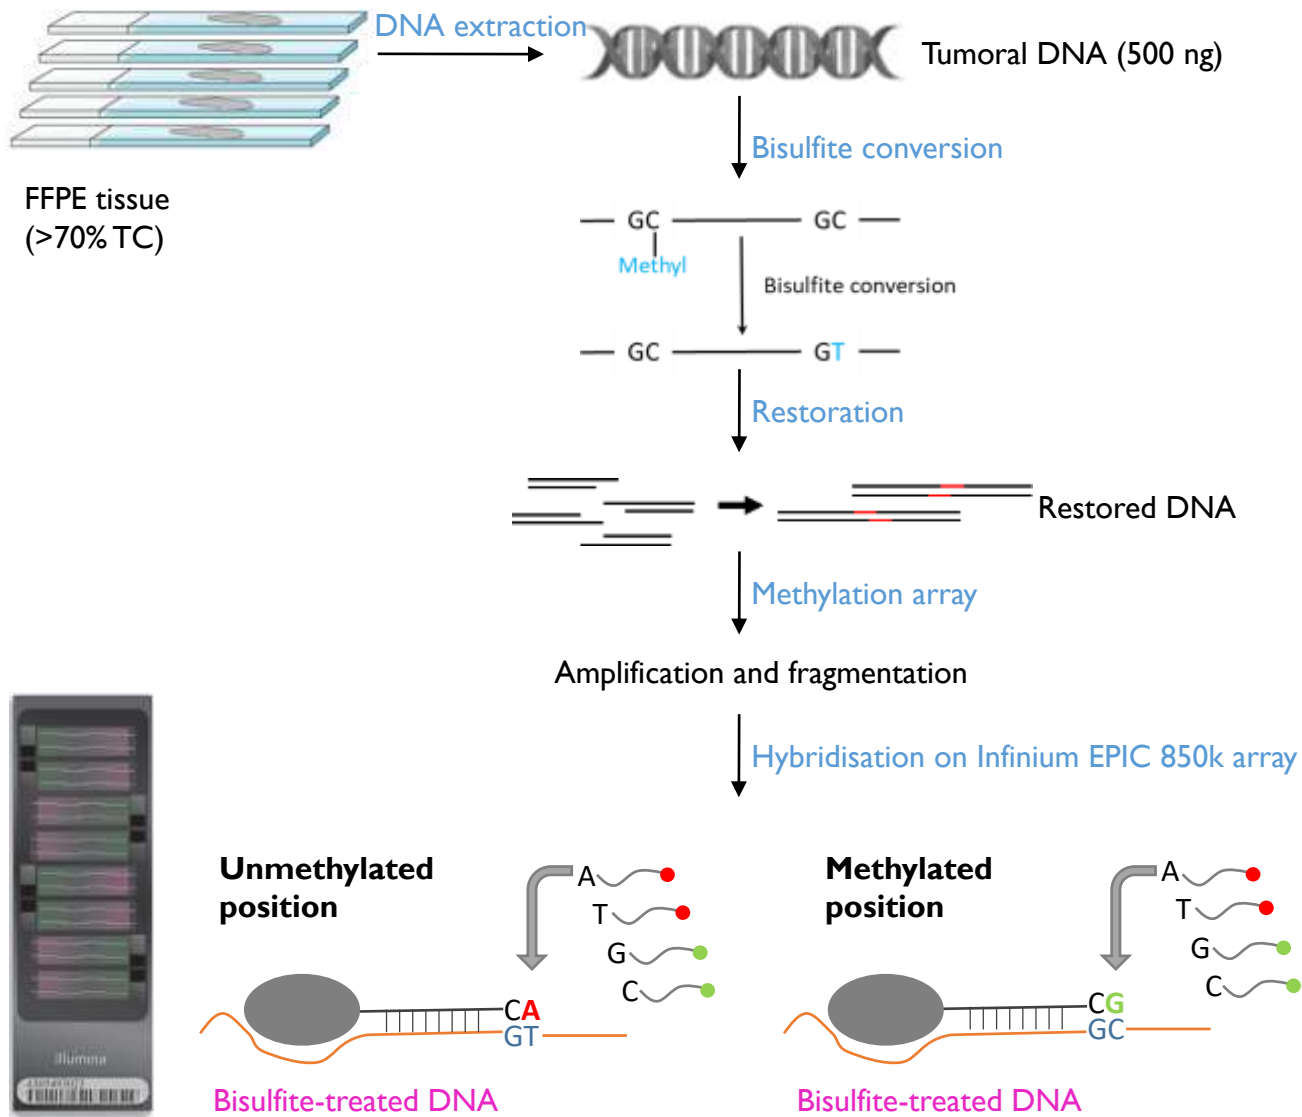 DNA extraction
Tumoral DNA (500 ng)
FFPE tissue
(>70% TC)
Bisulfite conversion
GC GC
Methyl
Bisulfite conversion
GC GT
Restoration
Restored DNA
Methylation array
Amplification and fragmentation
Hybridisation on Infinium EPIC 850k array
Unmethylated
position
A
T
G
C
CA
GT
Bisulfite-treated DNA
Methylated
position
A
T
G
C
CG
GC
Bisulfite-treated DNA
illumina